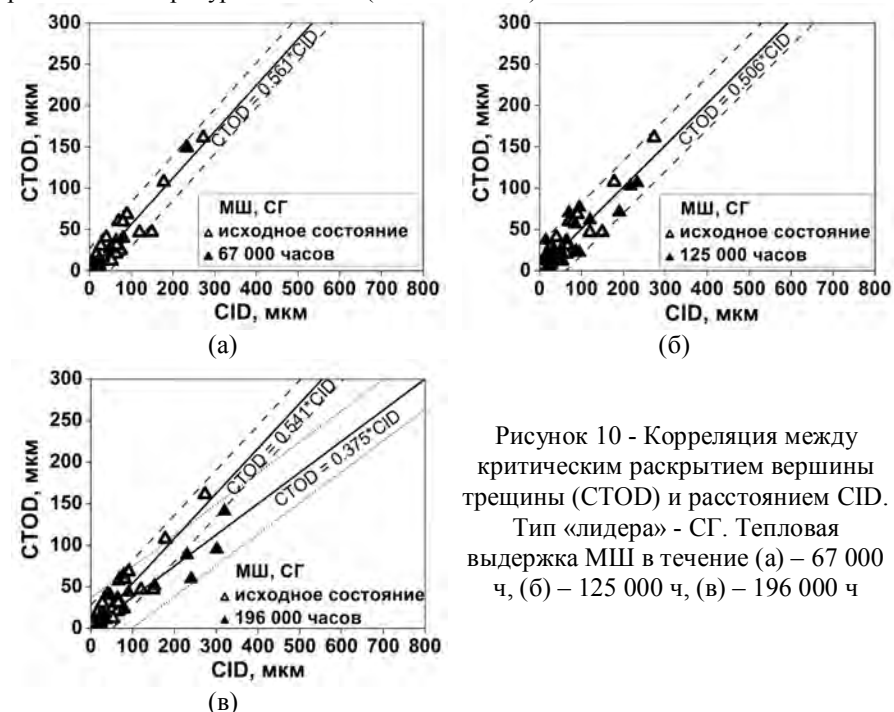 300
250
200
150
100
50
0
CTOD, мкм
CTOD = 0.561*CID
МШ, СГ
исходное состояние
67 000 часов
0 100 200 300 400 500 600 700 800
CID, мкм
(а)
300
250
200
150
100
50
0
CTOD, мкм
CTOD = 0.506*CID
МШ, СГ
исходное состояние
125 000 часов
0 100 200 300 400 500 600 700 800
CID, мкм
(б)
300
250
200
150
100
50
0
CTOD, мкм
CTOD = 0.541*CID
CTOD = 0.375*CID
МШ, СГ
исходное состояние
196 000 часов
0 100 200 300 400 500 600 700 800
CID, мкм
(в)
Рисунок 10 - Корреляция между
критическим раскрытием вершины
трещины (CTOD) и расстоянием CID.
Тип «лидера» - СГ. Тепловая
выдержка МШ в течение (а) – 67 000
ч, (б) – 125 000 ч, (в) – 196 000 ч